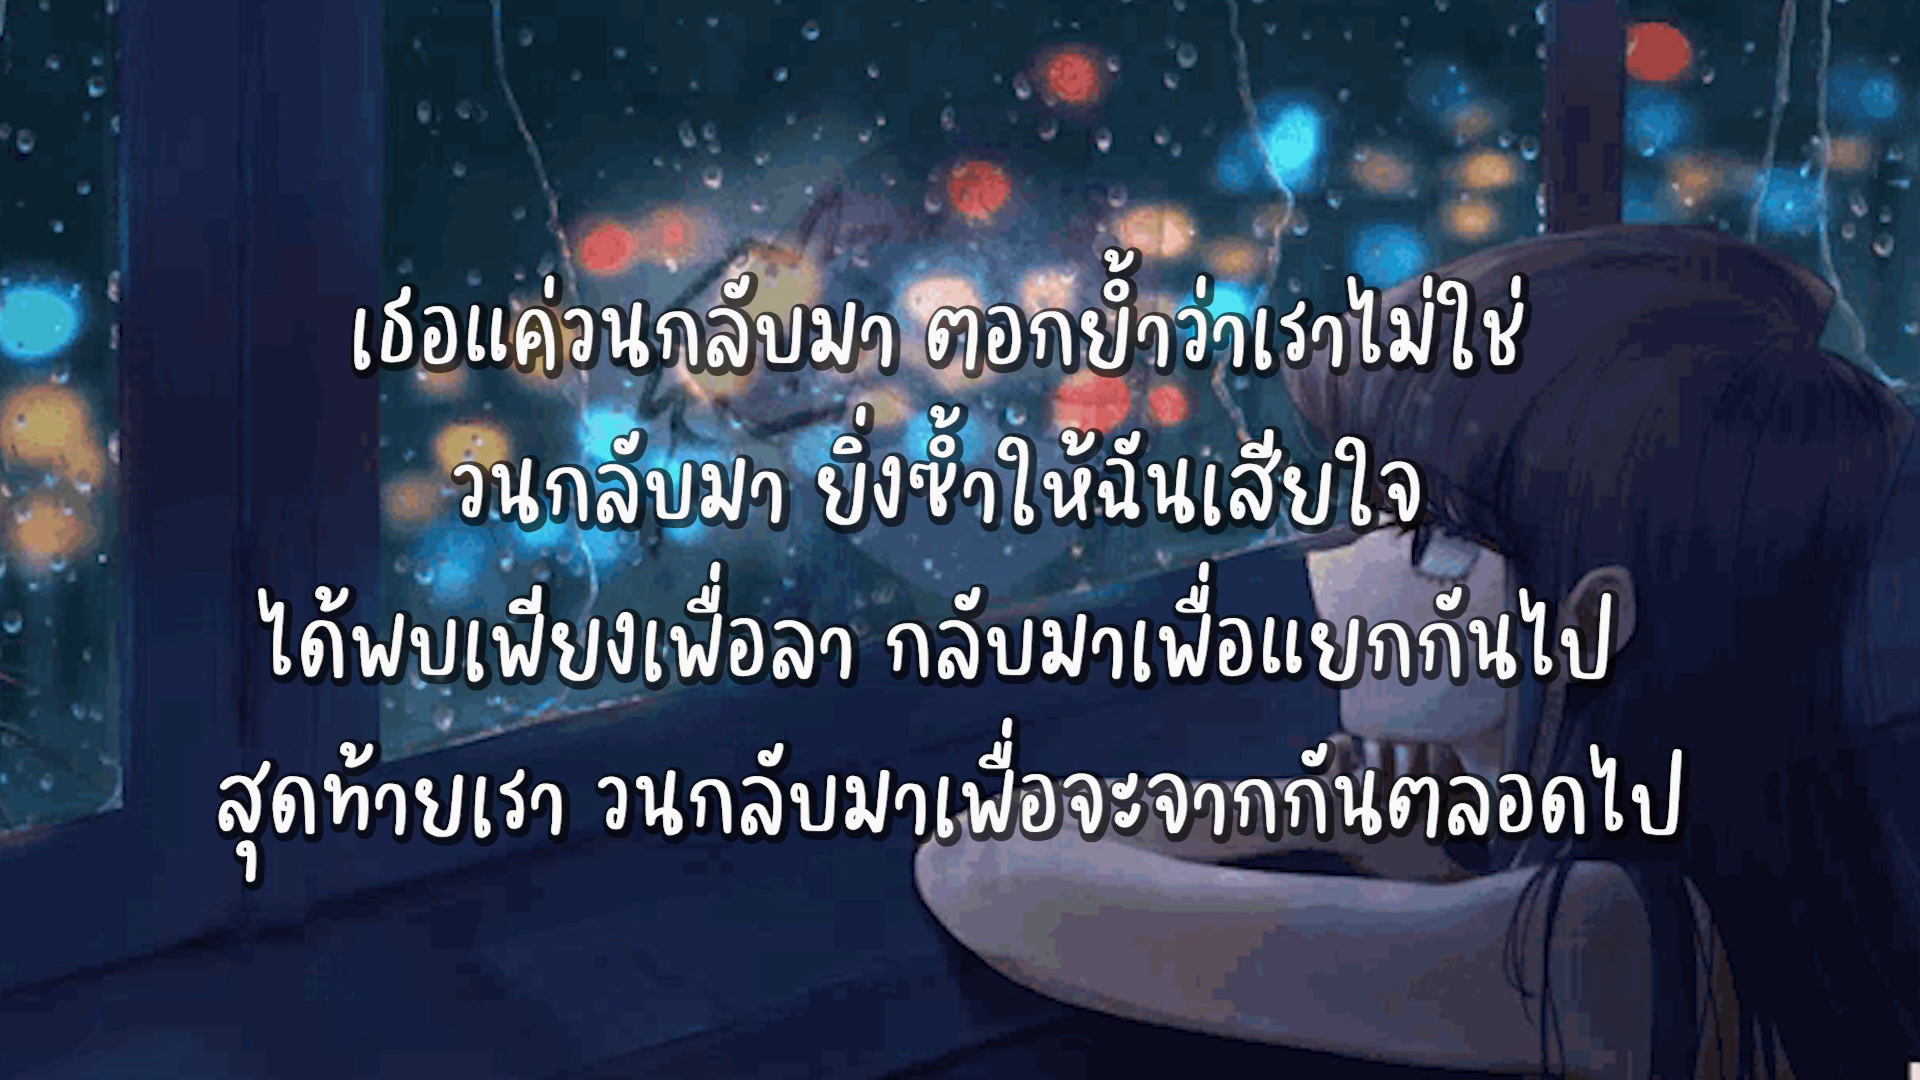 เธอแค่วนกลับมา ตอกย้ำว่าเราไม่ใช่
วนกลับมา ยิ่งซ้ำให้ฉันเสียใจ
ได้พบเพียงเพื่อลา กลับมาเพื่อแยกกันไป
สุดท้ายเรา วนกลับมาเพื่อจะจากกันตลอดไป